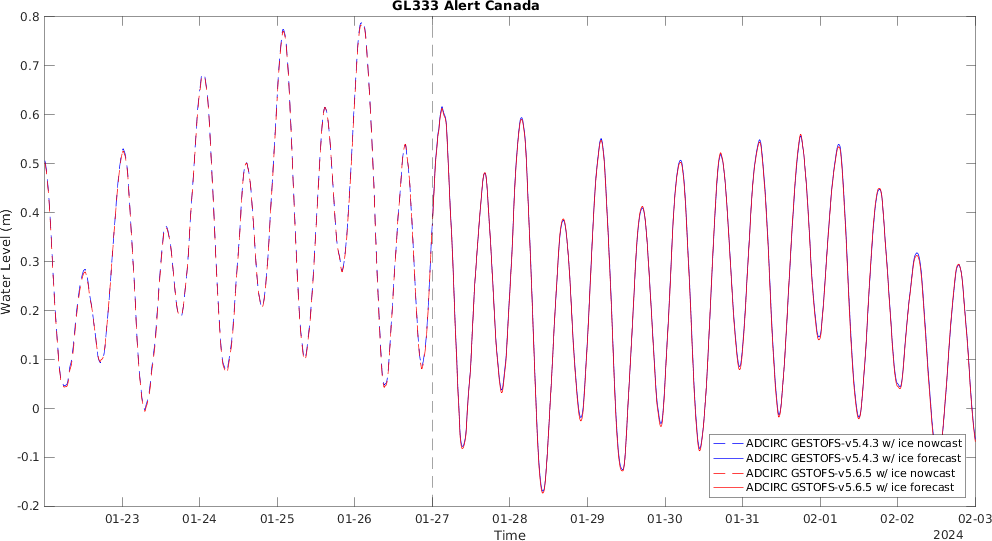 GL333 Alert Canada
0.8
0.7
0.6
0.5
0.4
0.3
0.2
0.1
0
-0.1
-0.2
Water Level (m)
ADCIRC GESTOFS-v5.4.3 w/ ice nowcast
ADCIRC GESTOFS-v5.4.3 w/ ice forecast
ADCIRC GSTOFS-v5.6.5 w/ ice nowcast
ADCIRC GSTOFS-v5.6.5 w/ ice forecast
01-23 01-24 01-25 01-26 01-27 01-28 01-29 01-30 01-31 02-01 02-02 02-03
Time
2024